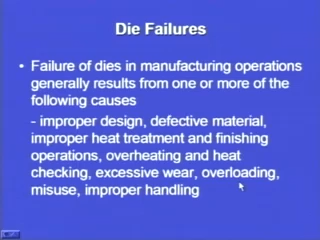 Die Failures
• Failure of dies in manufacturing operations
generally results from one or more of the
following causes
- improper design, defective material,
improper heat treatment and finishing
operations, overheating and heat
checking, excessive wear, overloading,
misuse, improper handling